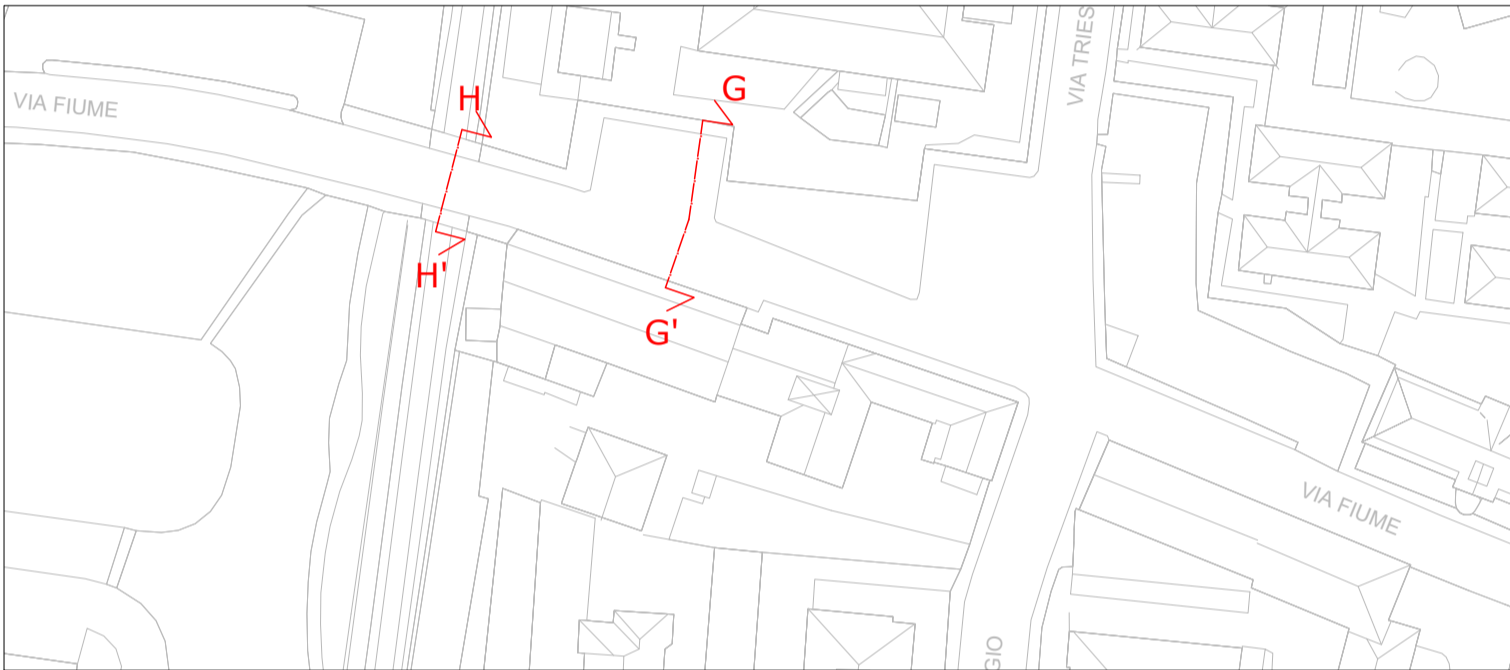 VIA FIUME
H
G
VIA TRIES
H'
G'
VIA FIUME
GIO